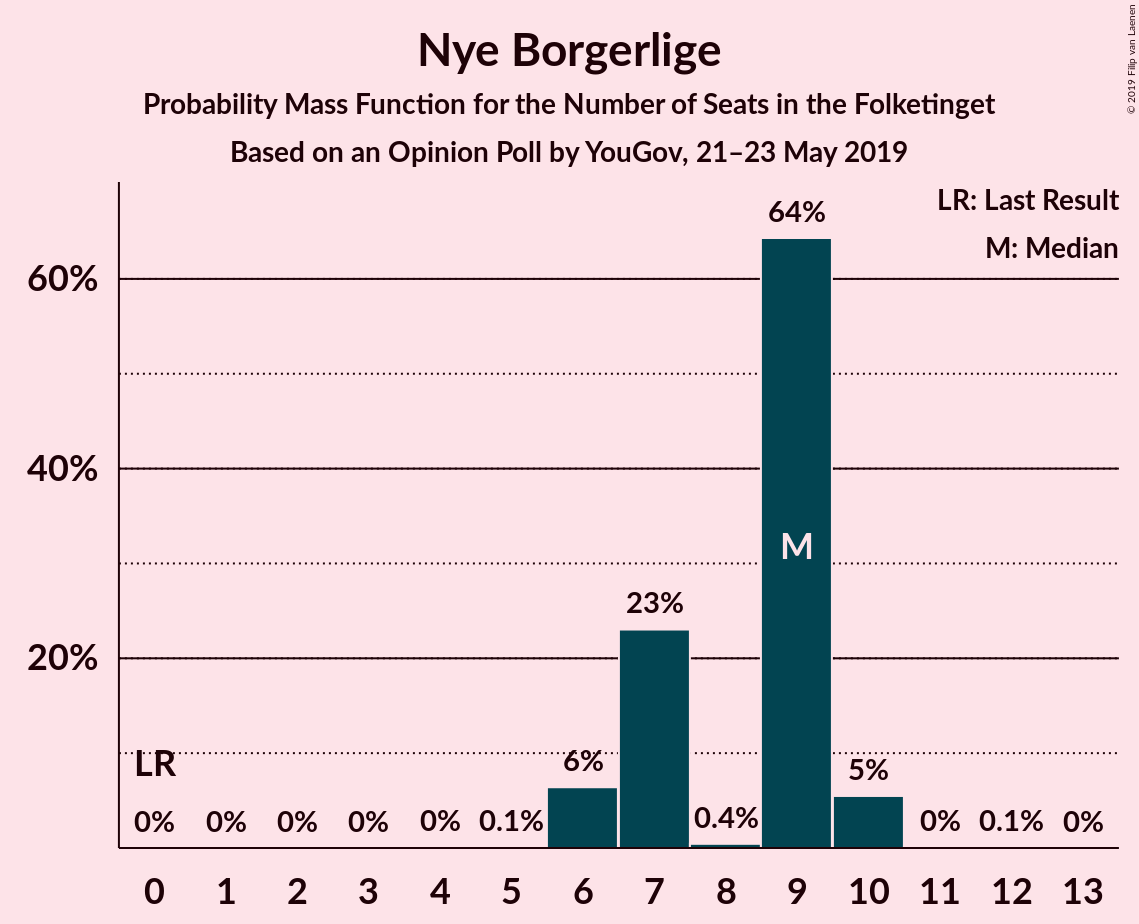 Nye Borgerlige
Probability Mass Function for the Number of Seats in the Folketinget
Based on an Opinion Poll by YouGov, 21–23 May 2019
© 2019 Filip van Laenen
LR: Last Result
M: Median
60%
40%
20%
64%
M
23%
LR
6%
5%
0% 0% 0% 0% 0% 0.1% 0.4% 0% 0.1% 0%
0 1 2 3 4 5 6 7 8 9 10 11 12 13